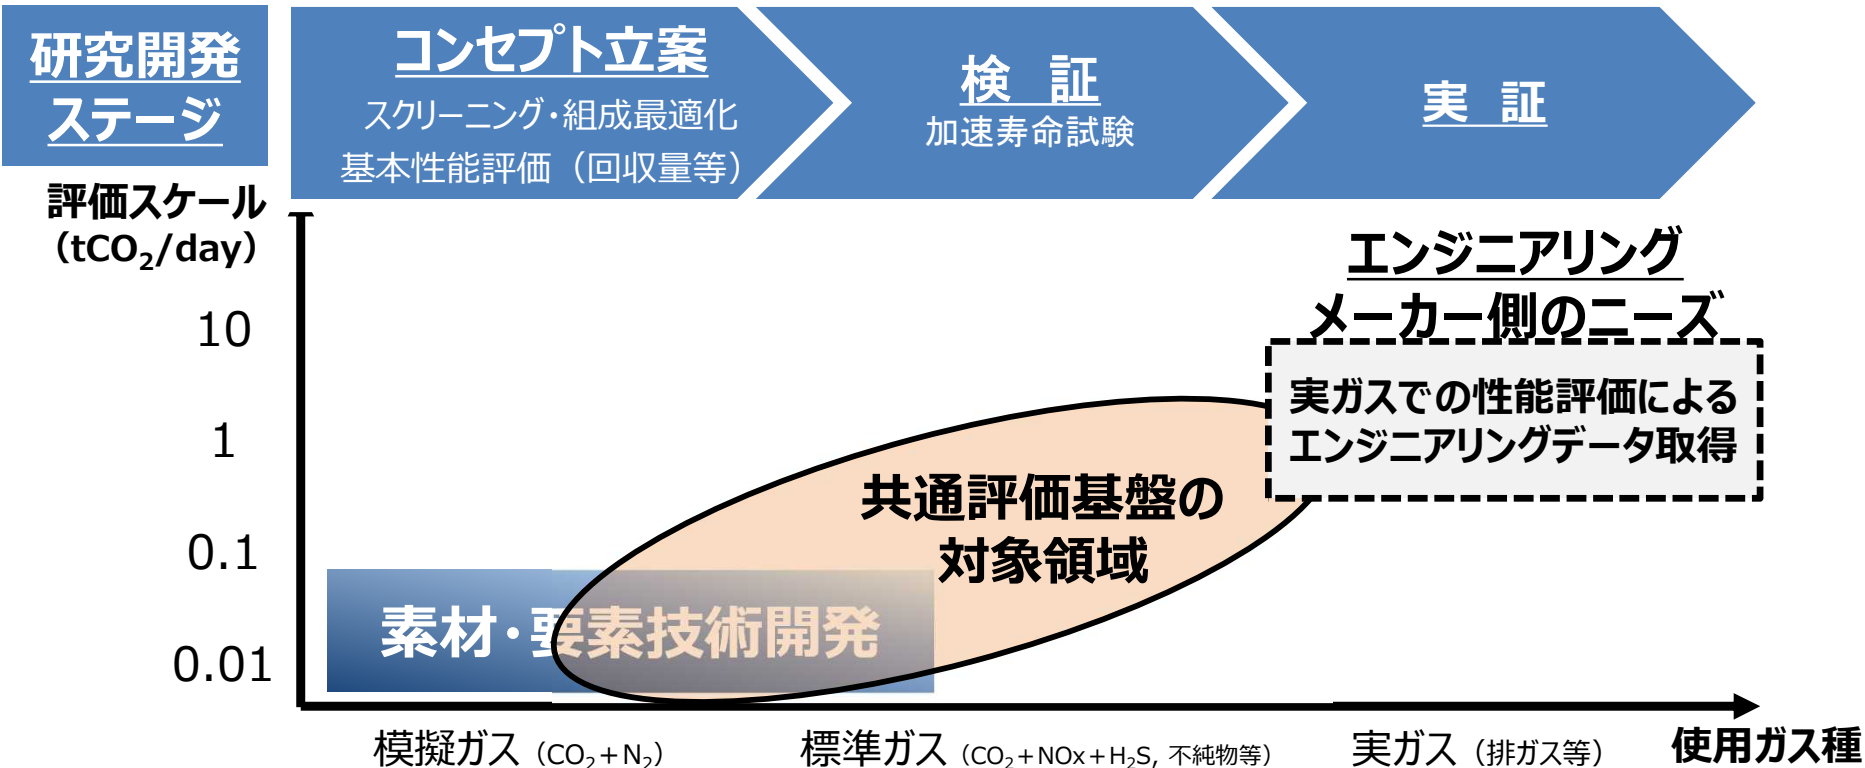 研究開発
ステージ
コンセプト立案
スクリーニング・組成最適化
基本性能評価（回収量等）
検 証
加速寿命試験
実 証
評価スケール
（tCO₂/day）
10
1
0.1
0.01
エンジニアリング
メーカー側のニーズ
実ガスでの性能評価による
エンジニアリングデータ取得
共通評価基盤の
対象領域
素材・要素技術開発
模擬ガス（CO₂+N₂）
標準ガス（CO₂+NOx+H₂S, 不純物等）
実ガス（排ガス等）
使用ガス種